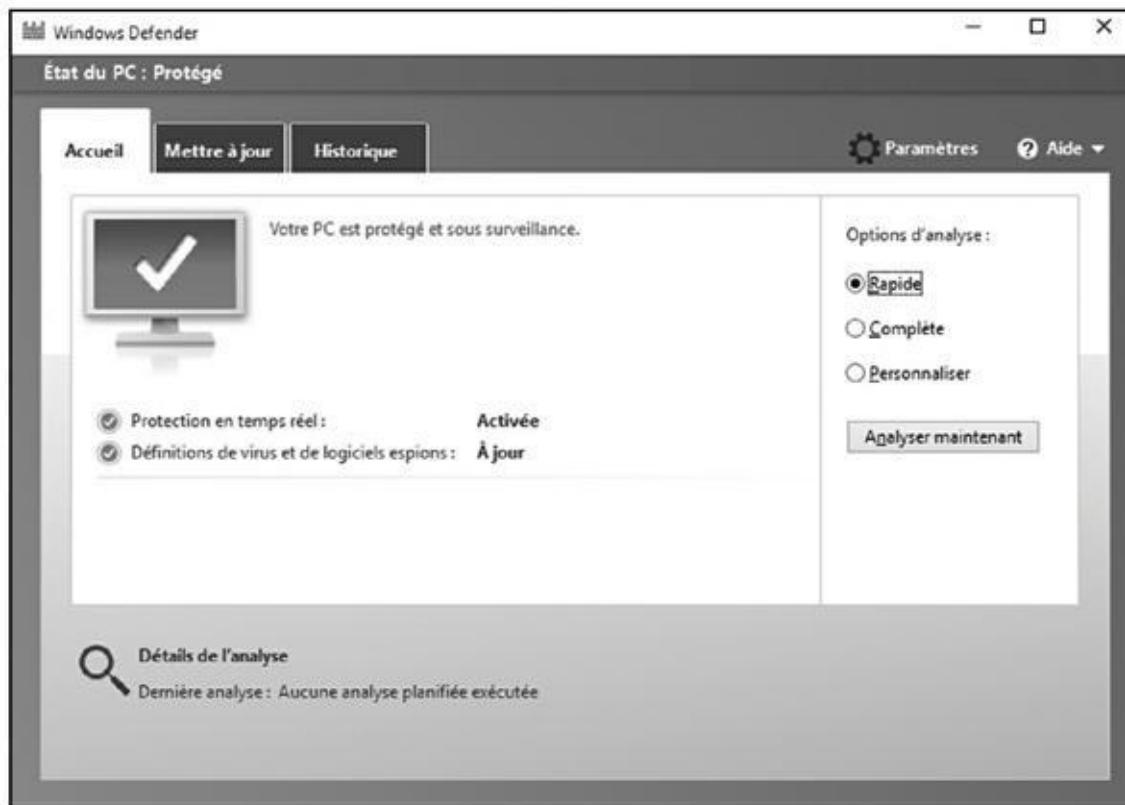 Windows Defender
État du PC : Protégé
Accueil
Mettre à jour
Historique
Paramètres
Aide
Votre PC est protégé et sous surveillance.
Options d'analyse :
Rapide
Complète
Personnaliser
Analyser maintenant
Protection en temps réel : Activée
Définitions de virus et de logiciels espions : À jour
Détails de l'analyse
Dernière analyse : Aucune analyse planifiée exécutée